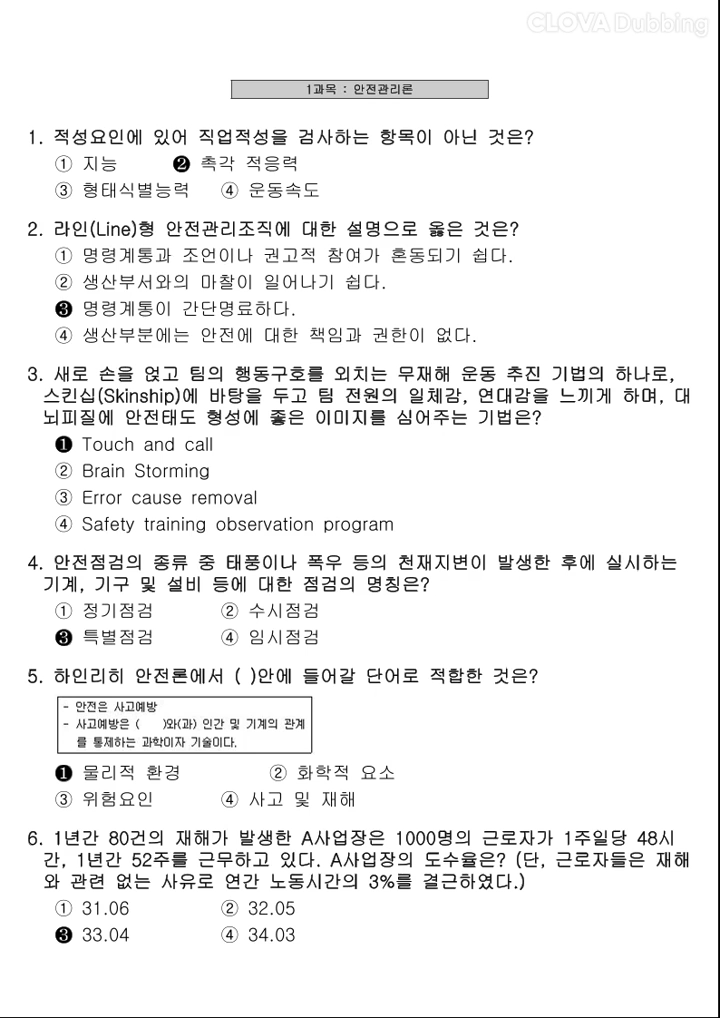 CLOVA Dubbing
1과목 : 안전관리론
1. 적성요인에 있어 직업적성을 검사하는 항목이 아닌 것은?
① 지능 ❷ 촉각 적응력
③ 형태식별능력 ④ 운동속도
2. 라인(Line)형 안전관리조직에 대한 설명으로 옳은 것은?
① 명령계통과 조언이나 권고적 참여가 혼동되기 쉽다.
② 생산부서와의 마찰이 일어나기 쉽다.
❸ 명령계통이 간단명료하다.
④ 생산부분에는 안전에 대한 책임과 권한이 없다.
3. 새로 손을 얹고 팀의 행동구호를 외치는 무재해 운동 추진 기법의 하나로,
스킨십(Skinship)에 바탕을 두고 팀 전원의 일체감, 연대감을 느끼게 하며, 대
뇌피질에 안전태도 형성에 좋은 이미지를 심어주는 기법은?
❶ Touch and call
② Brain Storming
③ Error cause removal
④ Safety training observation program
4. 안전점검의 종류 중 태풍이나 폭우 등의 천재지변이 발생한 후에 실시하는
기계, 기구 및 설비 등에 대한 점검의 명칭은?
① 정기점검 ② 수시점검
❸ 특별점검 ④ 임시점검
5. 하인리히 안전론에서 ( )안에 들어갈 단어로 적합한 것은?
- 안전은 사고예방
- 사고예방은 ( )와(과) 인간 및 기계의 관계
를 통제하는 과학이자 기술이다.
❶ 물리적 환경 ② 화학적 요소
③ 위험요인 ④ 사고 및 재해
6. 1년간 80건의 재해가 발생한 A사업장은 1000명의 근로자가 1주일당 48시
간, 1년간 52주를 근무하고 있다. A사업장의 도수율은? (단, 근로자들은 재해
와 관련 없는 사유로 연간 노동시간의 3%를 결근하였다.)
① 31.06 ② 32.05
❸ 33.04 ④ 34.03